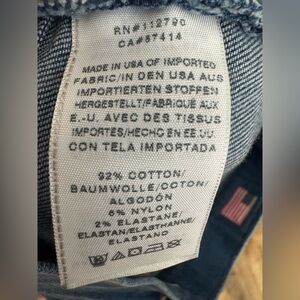 RN#112790
CA#57414
MADE IN USA OF IMPORTED
FABRIC/IN DEN USA AUS
IMPORTIERTEN STOFFEN
HERGESTELLT/FABRIQUÉ AUX
E.-U. AVEC DES TISSUS
IMPORTÉS/HECHO EN EE.UU.
CON TELA IMPORTADA
92% COTTON/
BAUMWOLLE/COTON/
ALGODÓN
6% NYLON
2% ELASTANE/
ELASTAN/ELASTHANNE/
ELASTANO